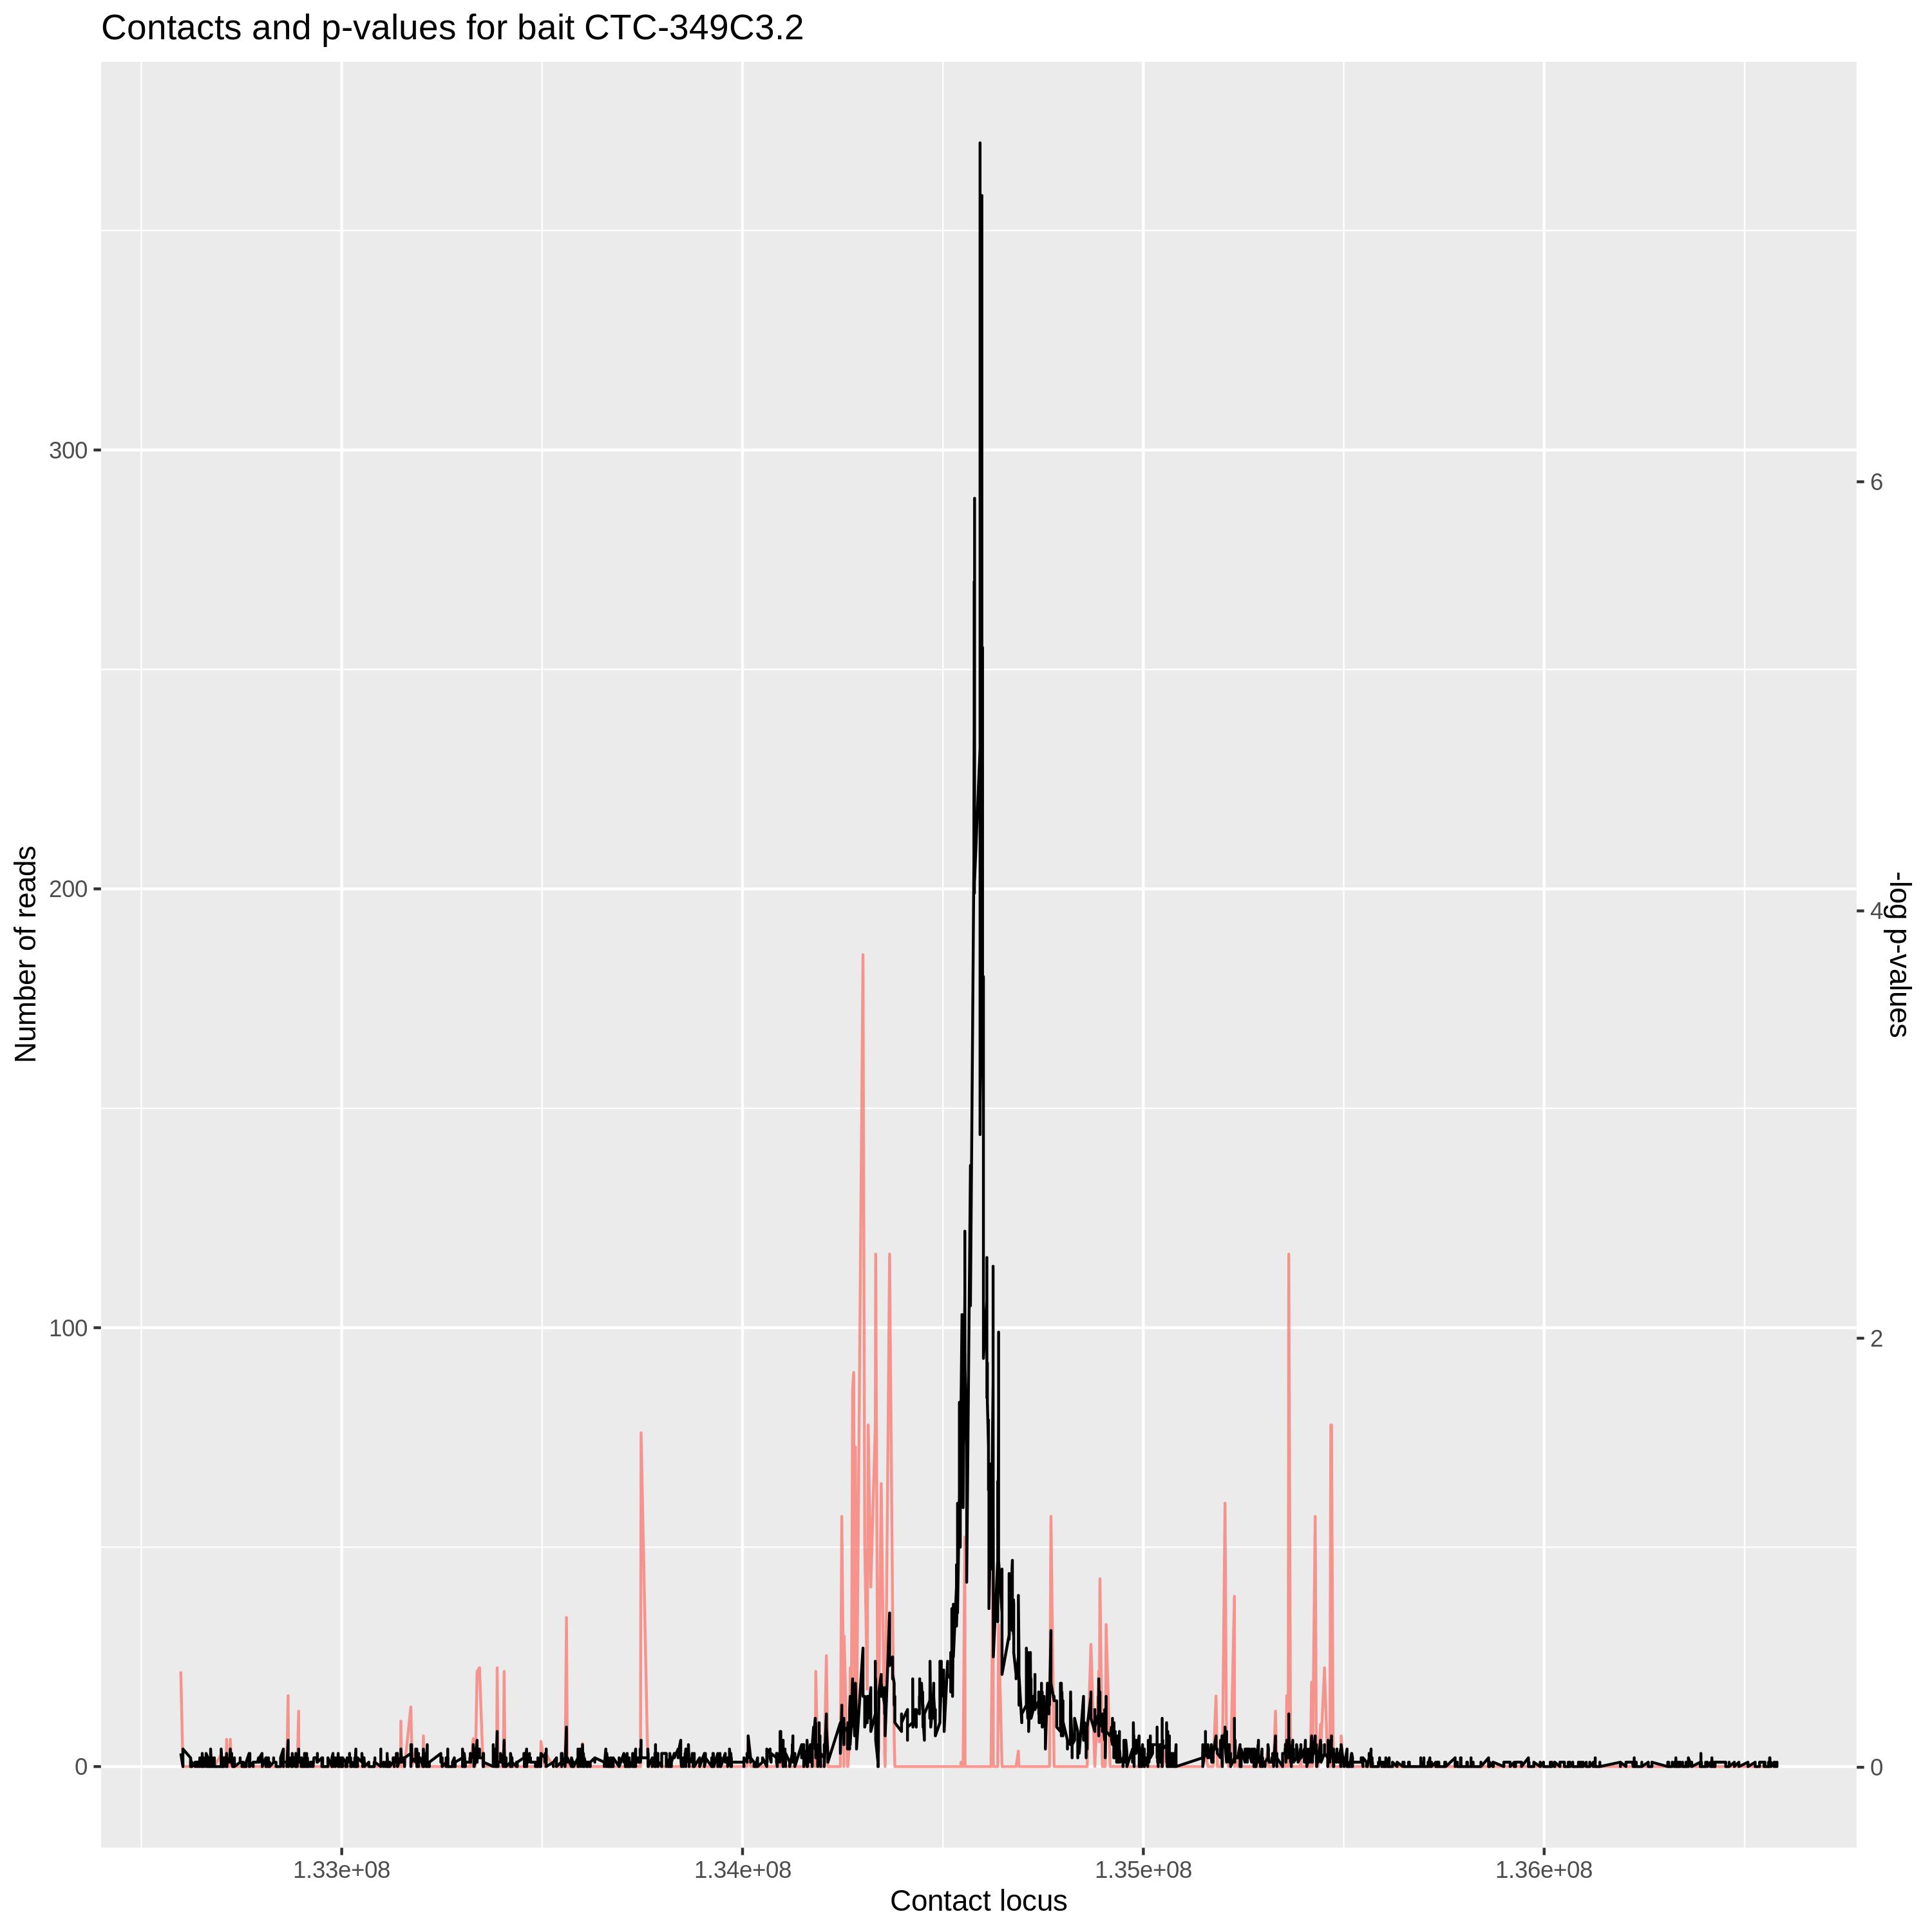 Contacts and p-values for bait CTC-349C3.2
Number of reads
300
200
100
0
6
4
2
0
-log p-values
1.33e+08 1.34e+08 1.35e+08 1.36e+08
Contact locus